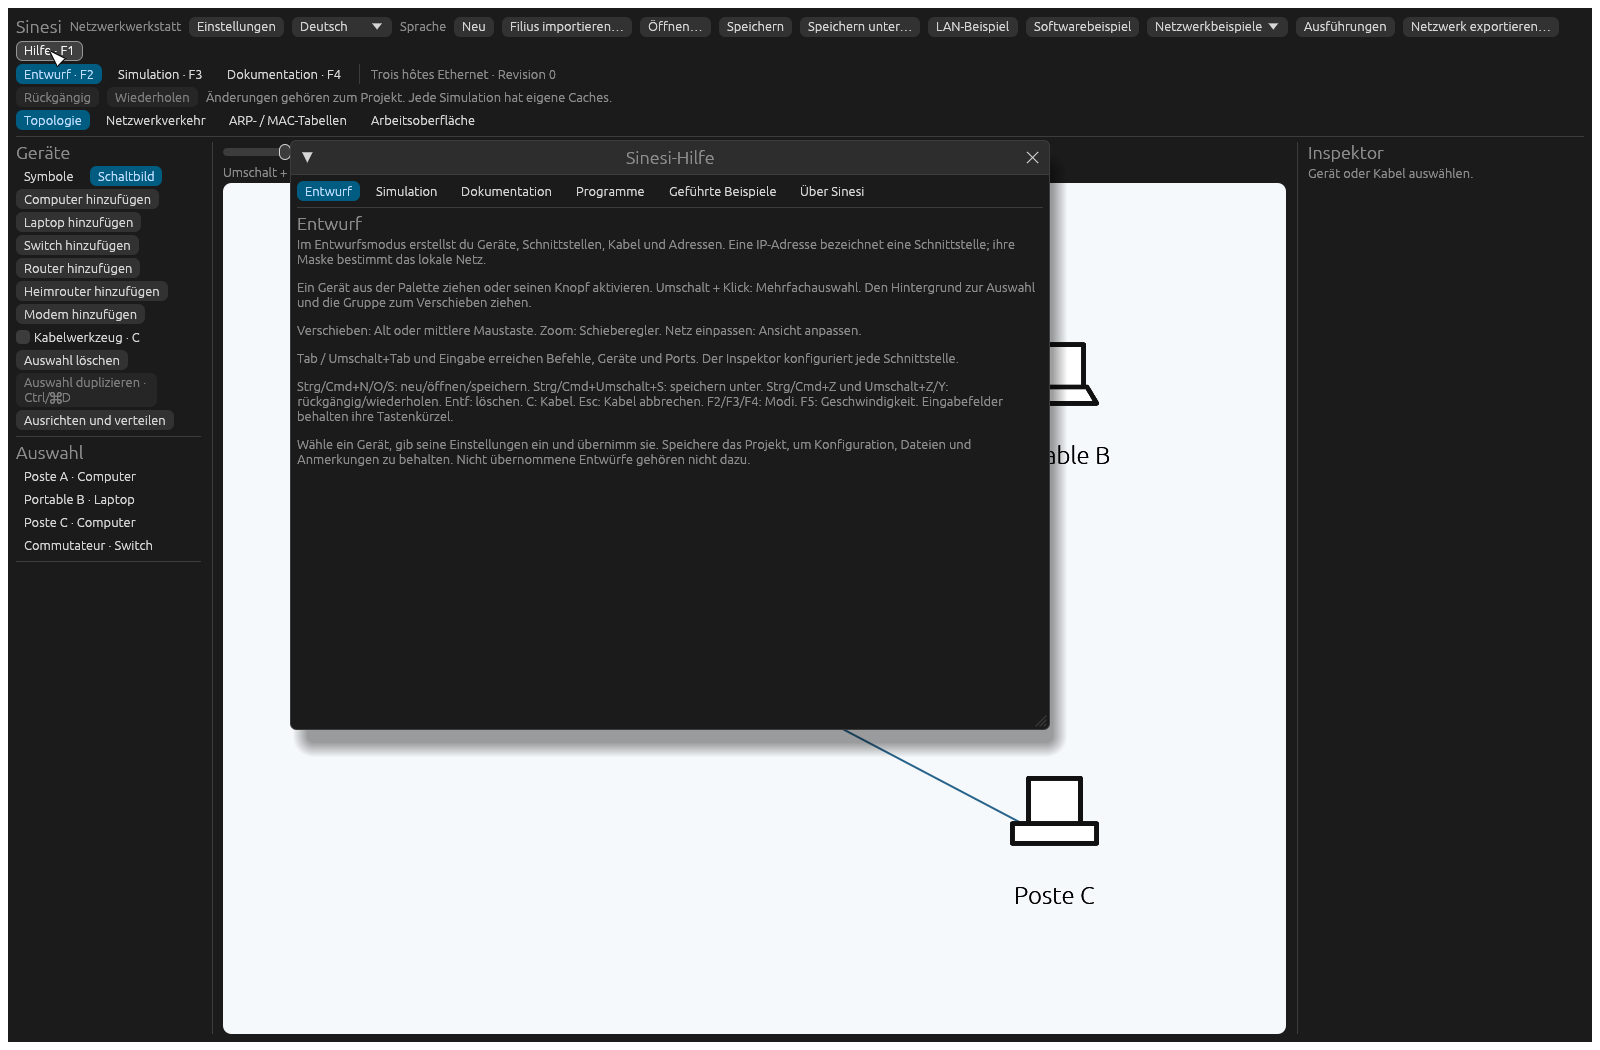 Sinesi Netzwerkwerkstatt Einstellungen Deutsch Sprache Neu Filius importieren... Öffnen... Speichern Speichern unter... LAN-Beispiel Softwarebeispiel Netzwerkbeispiele Ausführungen Netzwerk exportieren...
Hilfe · F1
Entwurf · F2 Simulation · F3 Dokumentation · F4 Trois hôtes Ethernet · Revision 0
Rückgängig Wiederholen Änderungen gehören zum Projekt. Jede Simulation hat eigene Caches.
Topologie Netzwerkverkehr ARP- / MAC-Tabellen Arbeitsoberfläche
Geräte
Symbole Schaltbild
Computer hinzufügen
Laptop hinzufügen
Switch hinzufügen
Router hinzufügen
Heimrouter hinzufügen
Modem hinzufügen
Kabelwerkzeug · C
Auswahl löschen
Auswahl duplizieren ·
Ctrl/⌘D
Ausrichten und verteilen
Auswahl
Poste A · Computer
Portable B · Laptop
Poste C · Computer
Commutateur · Switch
Umschalt +
Sinesi-Hilfe
Entwurf Simulation Dokumentation Programme Geführte Beispiele Über Sinesi
Entwurf
Im Entwurfsmodus erstellst du Geräte, Schnittstellen, Kabel und Adressen. Eine IP-Adresse bezeichnet eine Schnittstelle; ihre
Maske bestimmt das lokale Netz.
Ein Gerät aus der Palette ziehen oder seinen Knopf aktivieren. Umschalt + Klick: Mehrfachauswahl. Den Hintergrund zur Auswahl
und die Gruppe zum Verschieben ziehen.
Verschieben: Alt oder mittlere Maustaste. Zoom: Schieberegler. Netz einpassen: Ansicht anpassen.
Tab / Umschalt+Tab und Eingabe erreichen Befehle, Geräte und Ports. Der Inspektor konfiguriert jede Schnittstelle.
Strg/Cmd+N/O/S: neu/öffnen/speichern. Strg/Cmd+Umschalt+S: speichern unter. Strg/Cmd+Z und Umschalt+Z/Y:
rückgängig/wiederholen. Entf: löschen. C: Kabel. Esc: Kabel abbrechen. F2/F3/F4: Modi. F5: Geschwindigkeit. Eingabefelder
behalten ihre Tastenkürzel.
Wähle ein Gerät, gib seine Einstellungen ein und übernimm sie. Speichere das Projekt, um Konfiguration, Dateien und
Anmerkungen zu behalten. Nicht übernommene Entwürfe gehören nicht dazu.
able B
Poste C
Inspektor
Gerät oder Kabel auswählen.